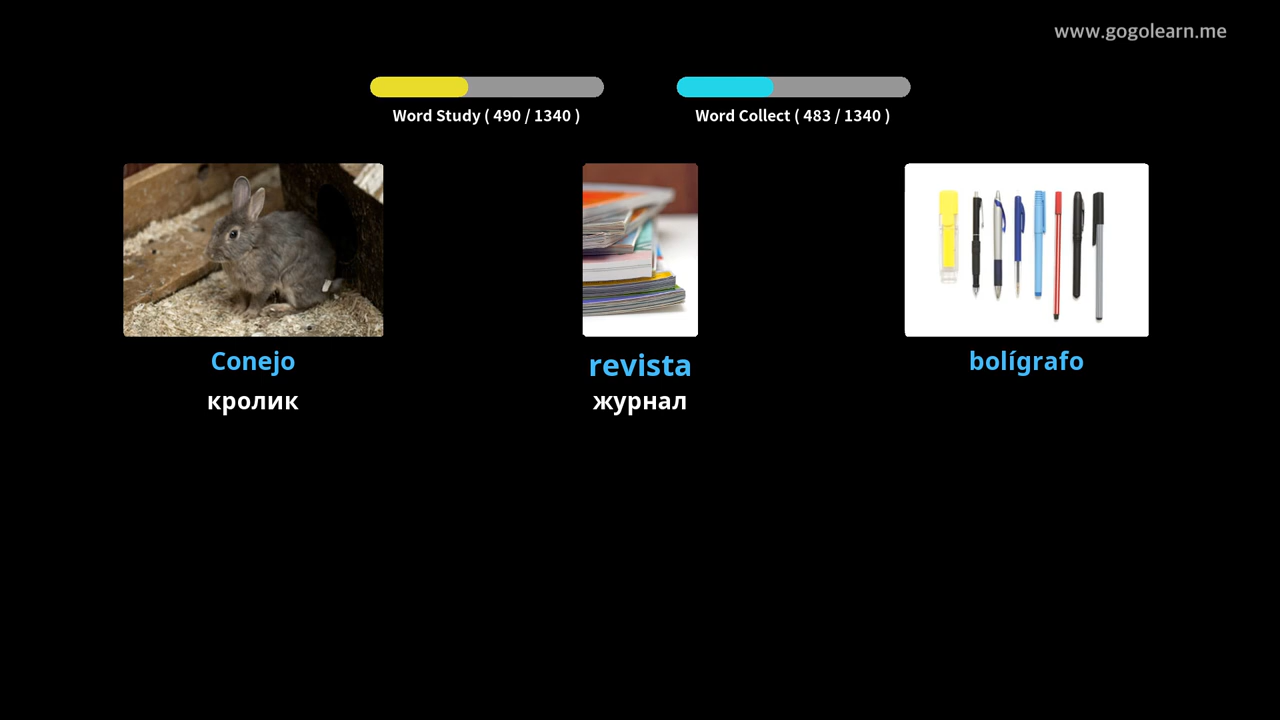 www.gogolearn.me
Word Study ( 490 / 1340 )
Word Collect ( 483 / 1340 )
Conejo
revista
bolígrafo
кролик
журнал